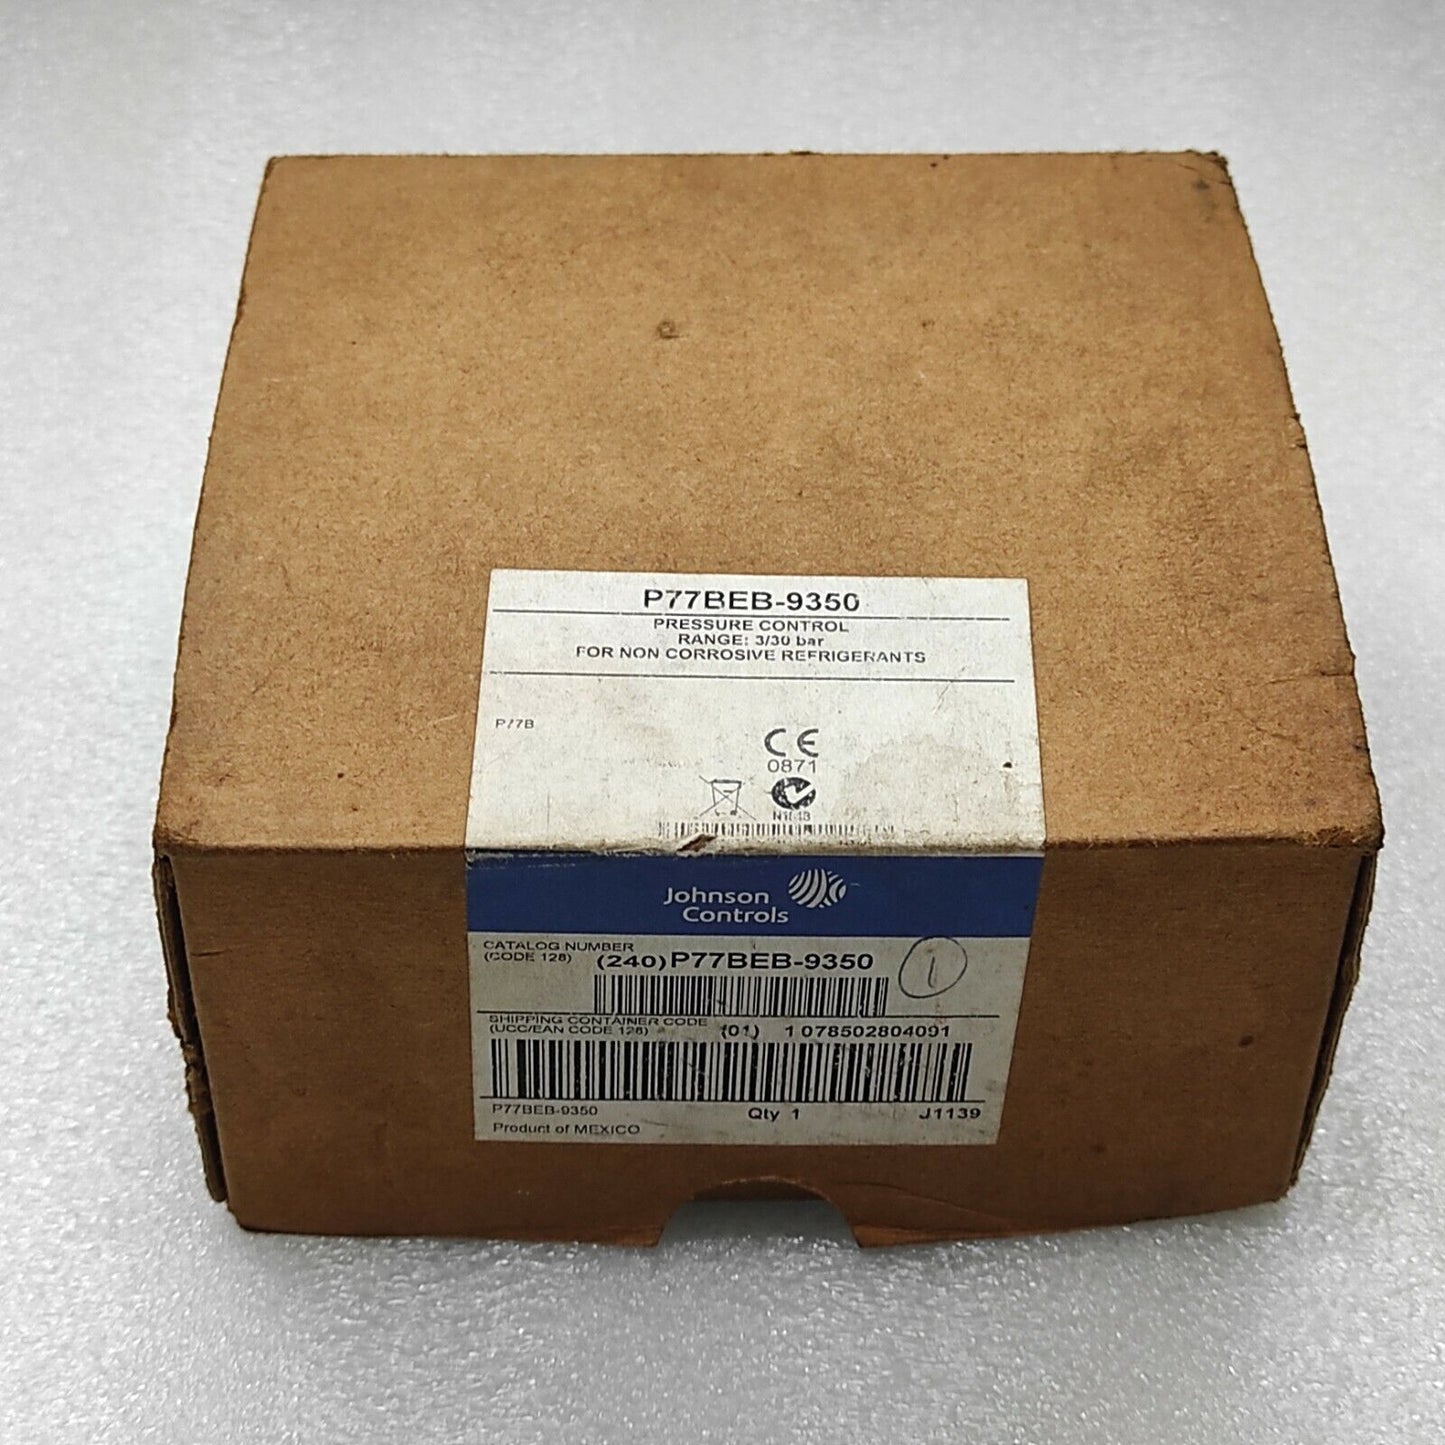 P77BEB-9350
PRESSURE CONTROL
RANGE: 3/30 bar
FOR NON CORROSIVE REFRIGERANTS
P77B
CE
0871
Johnson
Controls
CATALOG NUMBER
(CODE 128) (240)P77BEB-9350
1
SHIPPING CONTAINER CODE
(UCC/EAN CODE 128) (01) 1 078502804091
P77BEB-9350 Qty 1 J1139
Product of MEXICO